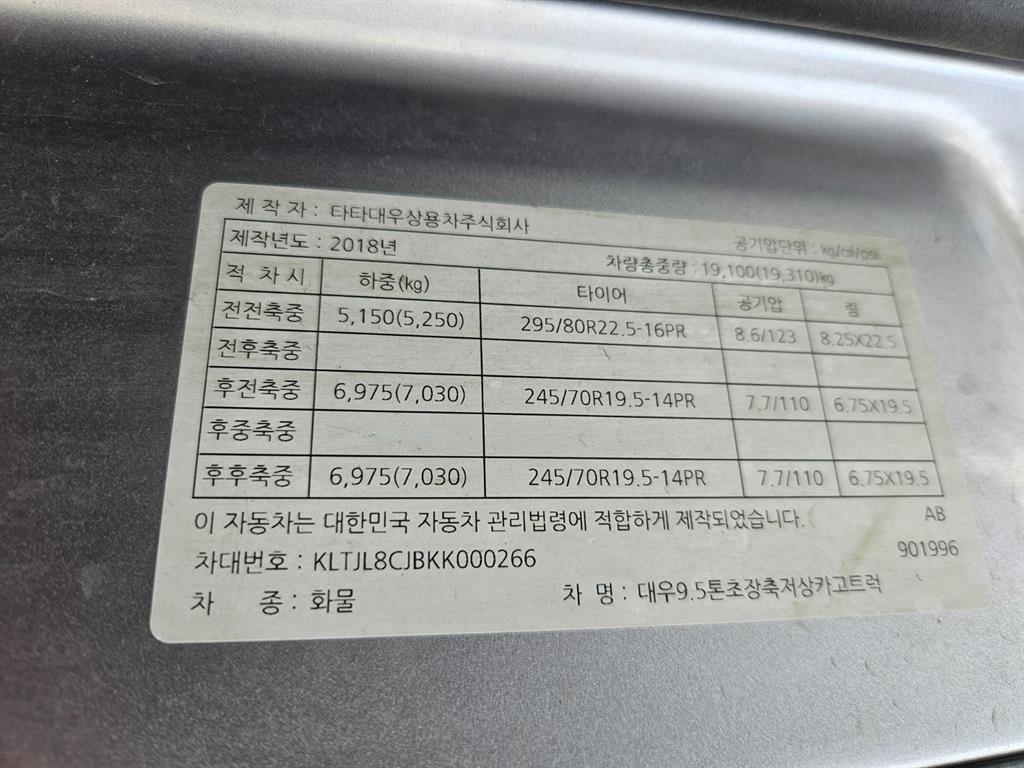 제 작 자 : 타타대우상용차주식회사
공기압단위 : kg/㎠/psi
제작년도 : 2018년 차량총중량 : 19,100(19,310)kg
적 차 시 하중(kg) 타이어 공기압 림
전전축중 5,150(5,250) 295/80R22.5-16PR 8.6/123 8.25X22.5
전후축중
후전축중 6,975(7,030) 245/70R19.5-14PR 7.7/110 6.75X19.5
후중축중
후후축중 6,975(7,030) 245/70R19.5-14PR 7.7/110 6.75X19.5
이 자동차는 대한민국 자동차 관리법령에 적합하게 제작되었습니다. AB
차대번호 : KLTJL8CJBKK000266 901996
차 종 : 화물 차 명 : 대우9.5톤초장축저상카고트럭